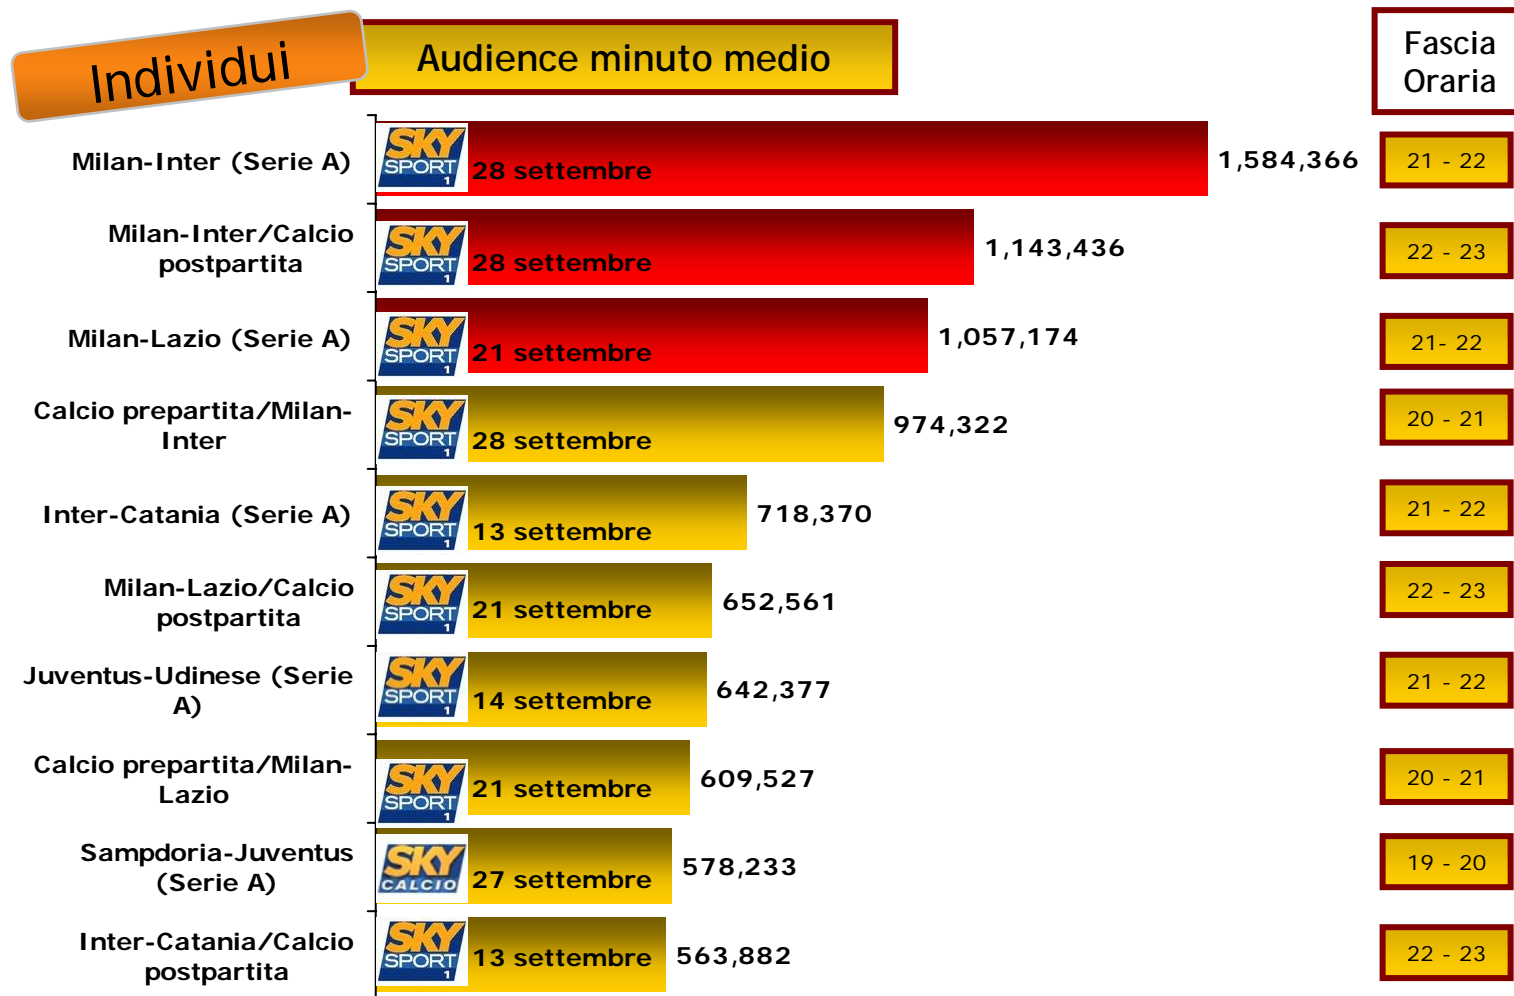 Individui
Audience minuto medio
Fascia
Oraria
Milan-Inter (Serie A)
SKY
SPORT
1
28 settembre
1,584,366
21 - 22
Milan-Inter/Calcio
postpartita
SKY
SPORT
1
28 settembre
1,143,436
22 - 23
Milan-Lazio (Serie A)
SKY
SPORT
1
21 settembre
1,057,174
21- 22
Calcio prepartita/Milan-
Inter
SKY
SPORT
1
28 settembre
974,322
20 - 21
Inter-Catania (Serie A)
SKY
SPORT
1
13 settembre
718,370
21 - 22
Milan-Lazio/Calcio
postpartita
SKY
SPORT
1
21 settembre
652,561
22 - 23
Juventus-Udinese (Serie
A)
SKY
SPORT
1
14 settembre
642,377
21 - 22
Calcio prepartita/Milan-
Lazio
SKY
SPORT
1
21 settembre
609,527
20 - 21
Sampdoria-Juventus
(Serie A)
SKY
CALCIO
27 settembre
578,233
19 - 20
Inter-Catania/Calcio
postpartita
SKY
SPORT
1
13 settembre
563,882
22 - 23